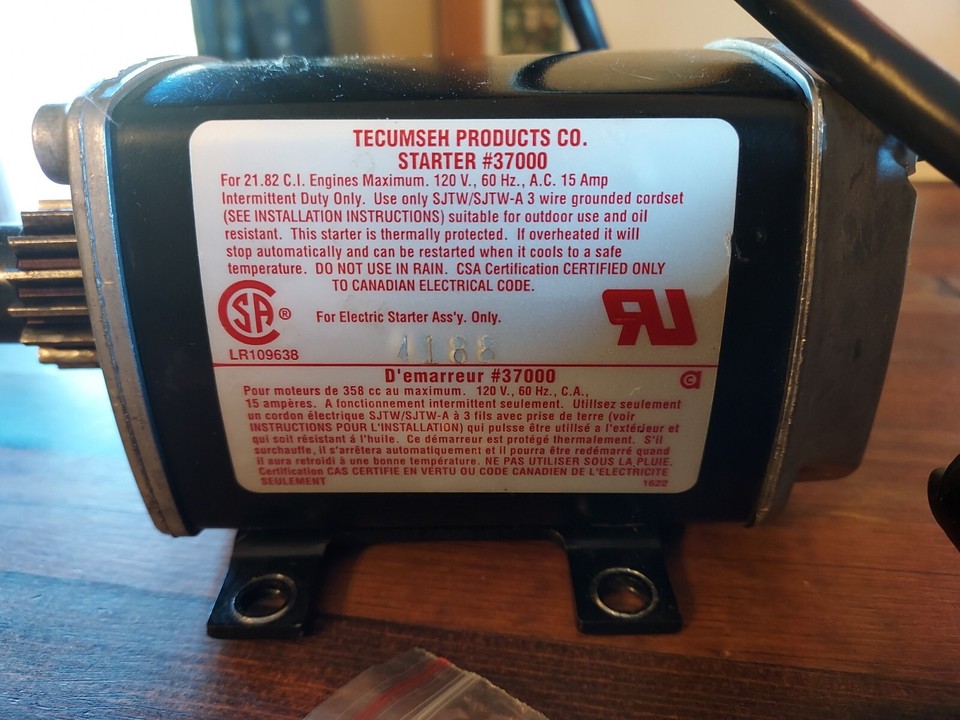 TECUMSEH PRODUCTS CO.
STARTER #37000
For 21.82 C.I. Engines Maximum. 120 V., 60 Hz., A.C. 15 Amp
Intermittent Duty Only. Use only SJTW/SJTW-A 3 wire grounded cordset
(SEE INSTALLATION INSTRUCTIONS) suitable for outdoor use and oil
resistant. This starter is thermally protected. If overheated it will
stop automatically and can be restarted when it cools to a safe
temperature. DO NOT USE IN RAIN. CSA Certification CERTIFIED ONLY
TO CANADIAN ELECTRICAL CODE.
CSA ®
For Electric Starter Ass'y. Only.
RU
LR109638
4188
D'emarreur #37000
Pour moteurs de 358 cc au maximum. 120 V., 60 Hz., C.A.,
15 ampères. A fonctionnement intermittent seulement. Utillsez seulement
un cordon électrique SJTW/SJTW-A à 3 fils avec prise de terre (voir
INSTRUCTIONS POUR L'INSTALLATION) qui puisse être utillsé a l'extérieur et
qui soit résistant á l'huile. Ce démarreur est protégé thermalement. S'il
surchauffe, il s'arrêtera automatiquement et il pourra être redémarré quand
il aura retroidi à une bonne température. NE PAS UTILISER SOUS LA PLUIE.
Certification CAS CERTIFIE EN VERTU OU CODE CANADIEN DE L'ELECTRICITE
SEULEMENT
1622